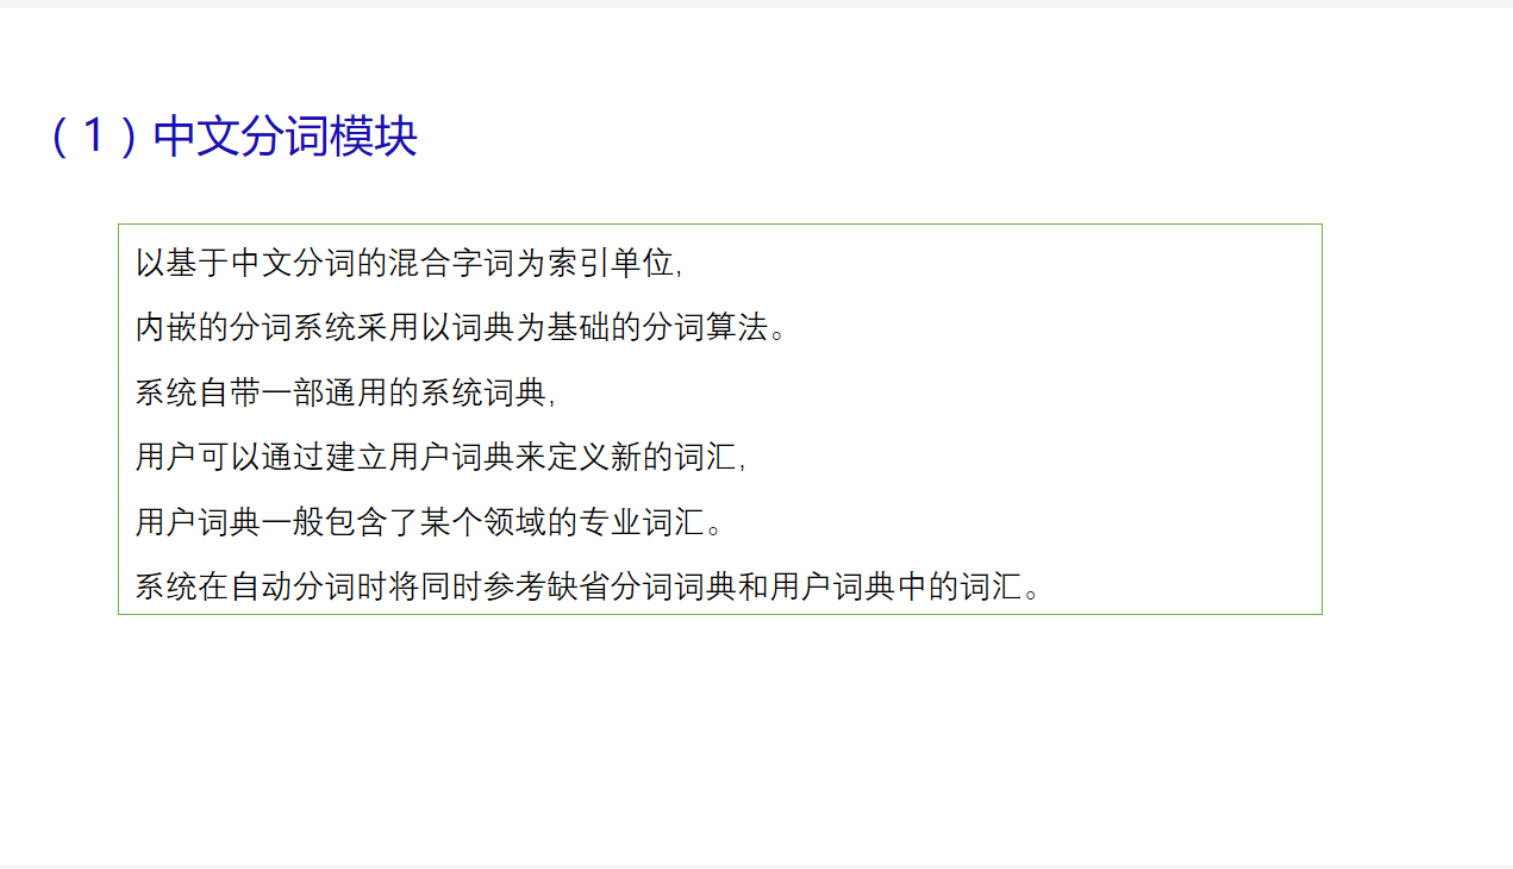 （1）中文分词模块
以基于中文分词的混合字词为索引单位,
内嵌的分词系统采用以词典为基础的分词算法。
系统自带一部通用的系统词典,
用户可以通过建立用户词典来定义新的词汇,
用户词典一般包含了某个领域的专业词汇。
系统在自动分词时将同时参考缺省分词词典和用户词典中的词汇。